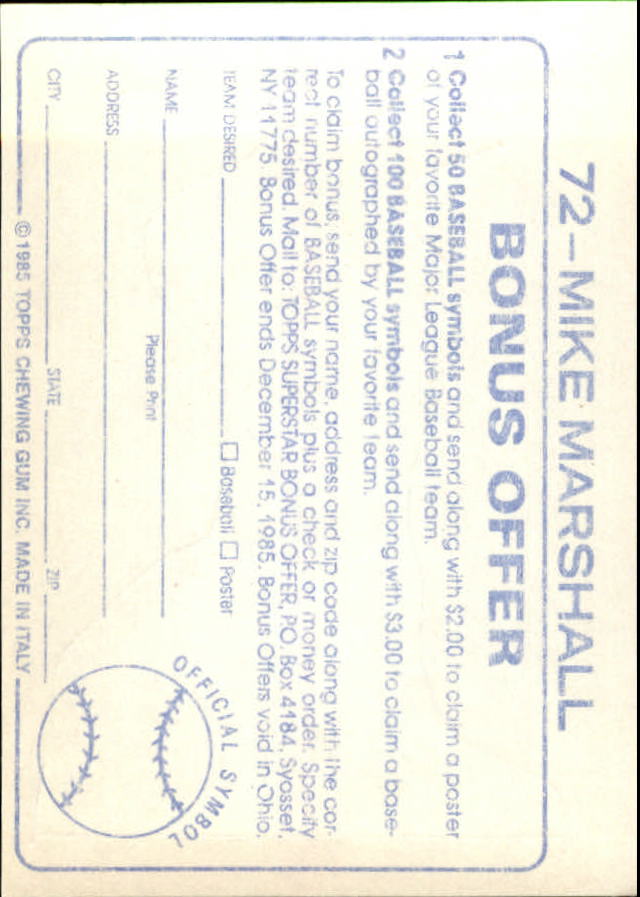 72–MIKE MARSHALL
BONUS OFFER
1 Collect 50 BASEBALL symbols and send along with $2.00 to claim a poster
of your favorite Major League Baseball team.
2 Collect 100 BASEBALL symbols and send along with $3.00 to claim a base-
ball autographed by your favorite team.
To claim bonus, send your name, address and zip code along with the cor-
rect number of BASEBALL symbols plus a check or money order. Specify
team desired. Mail to: TOPPS SUPERSTAR BONUS OFFER, P.O. Box 4184, Syosset,
NY 11775. Bonus Offer ends December 15, 1985. Bonus Offers void in Ohio.
TEAM DESIRED ☐ Baseball ☐ Poster
NAME
Please Print
ADDRESS
CITY STATE ZIP
OFFICIAL SYMBOL
© 1985 TOPPS CHEWING GUM INC. MADE IN ITALY